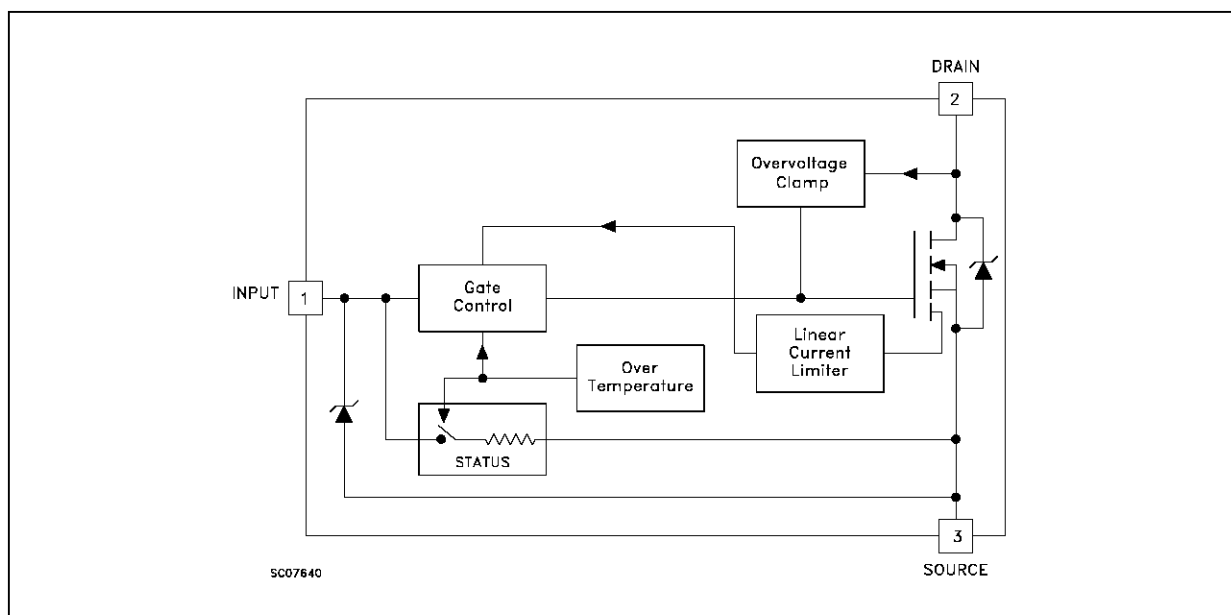 DRAIN
2
Overvoltage
Clamp
INPUT
1
Gate
Control
Linear
Current
Limiter
Over
Temperature
STATUS
3
SOURCE
SC07640